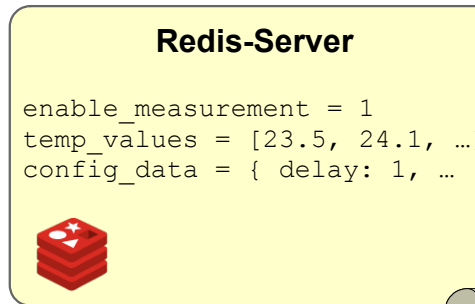 Redis-Server
enable_measurement = 1
temp_values = [23.5, 24.1, …
config_data = { delay: 1, …